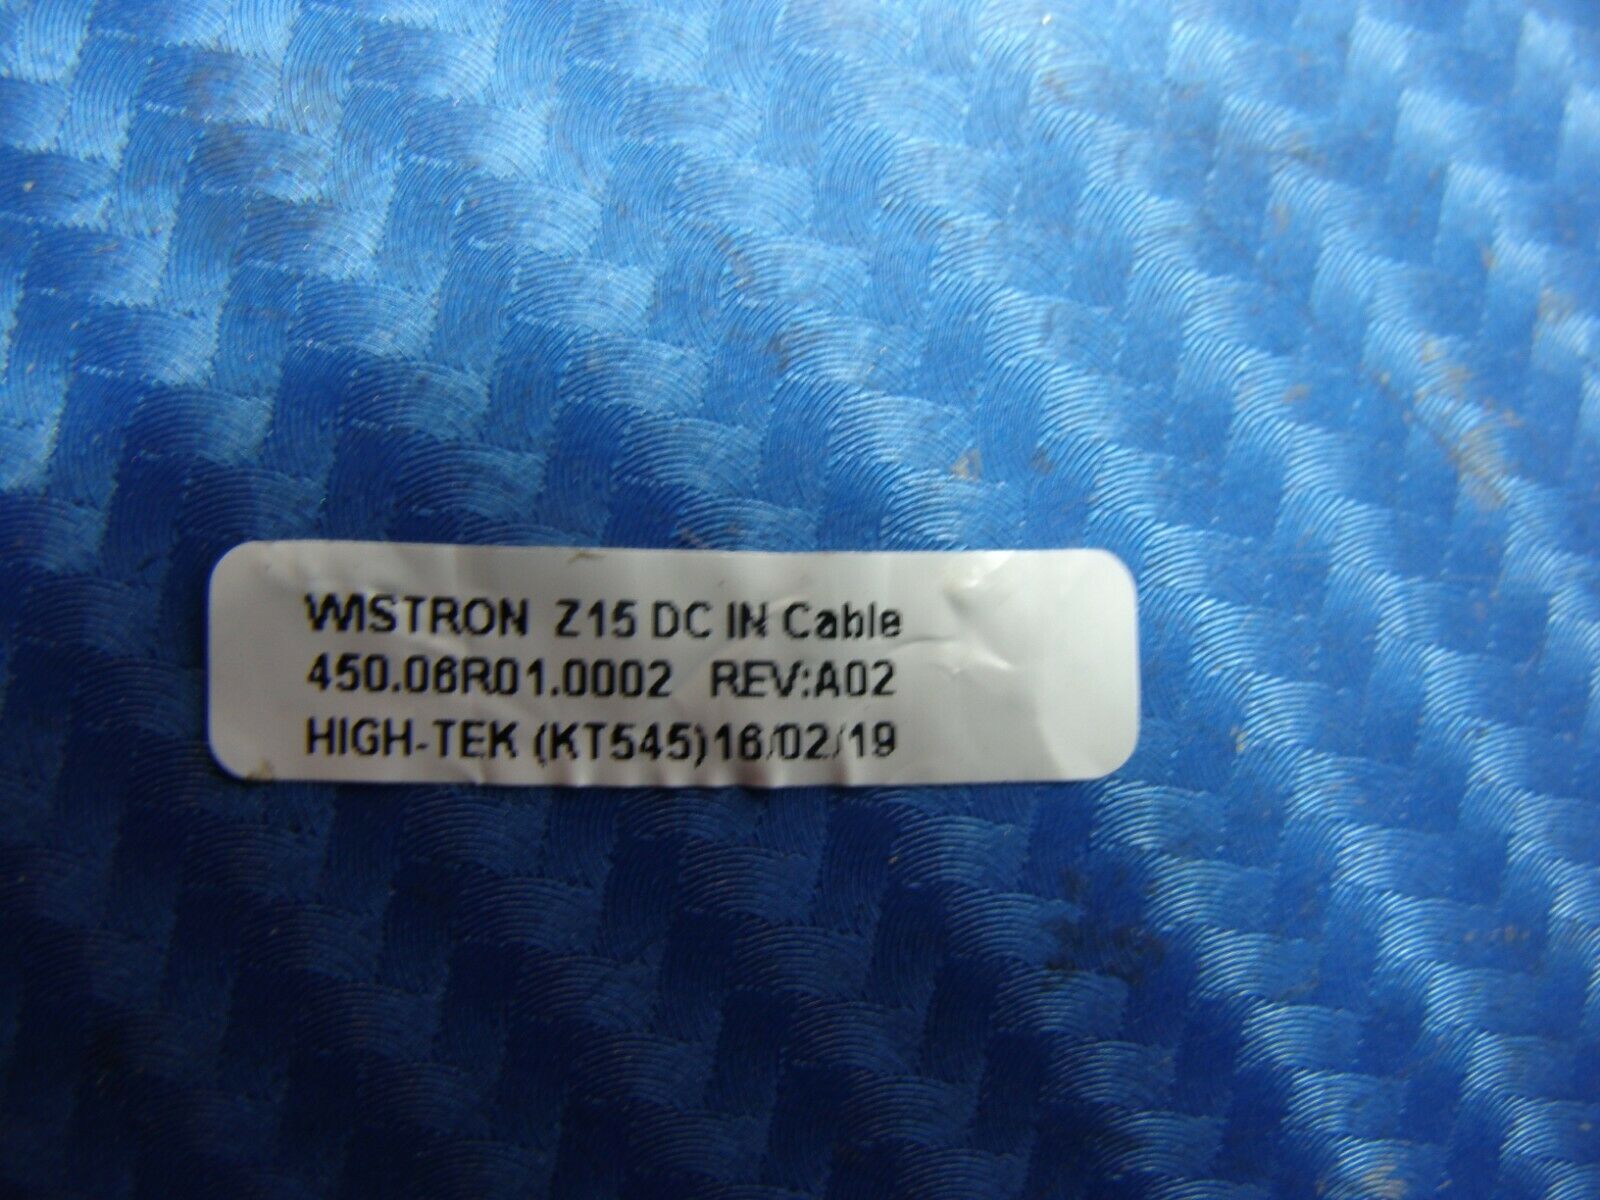 WISTRON Z15 DC IN Cable
450.06R01.0002 REV:A02
HIGH-TEK (KT545)16/02/19